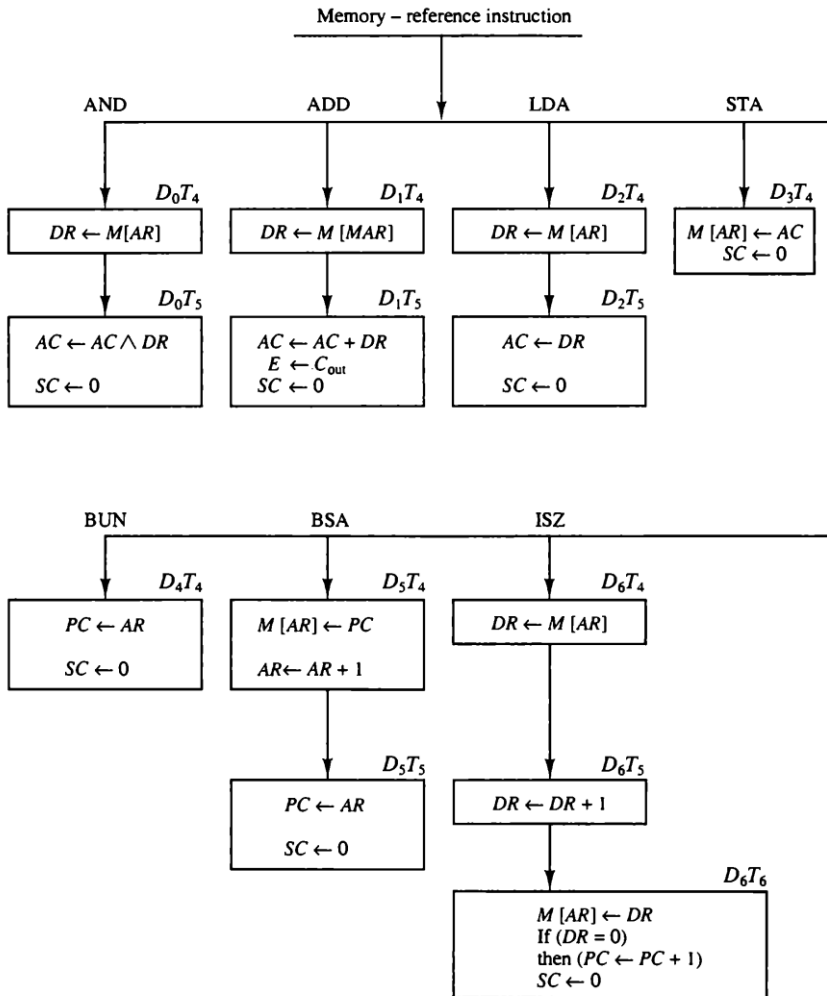 Memory – reference instruction
AND ADD LDA STA
D₀T₄ D₁T₄ D₂T₄ D₃T₄
DR ← M[AR] DR ← M [MAR] DR ← M [AR] M [AR] ← AC
SC ← 0
D₀T₅ D₁T₅ D₂T₅
AC ← AC ∧ DR AC ← AC + DR AC ← DR
E ← C_out
SC ← 0 SC ← 0 SC ← 0
BUN BSA ISZ
D₄T₄ D₅T₄ D₆T₄
PC ← AR M [AR] ← PC DR ← M [AR]
SC ← 0 AR ← AR + 1
D₅T₅ D₆T₅
PC ← AR DR ← DR + 1
SC ← 0
D₆T₆
M [AR] ← DR
If (DR = 0)
then (PC ← PC + 1)
SC ← 0